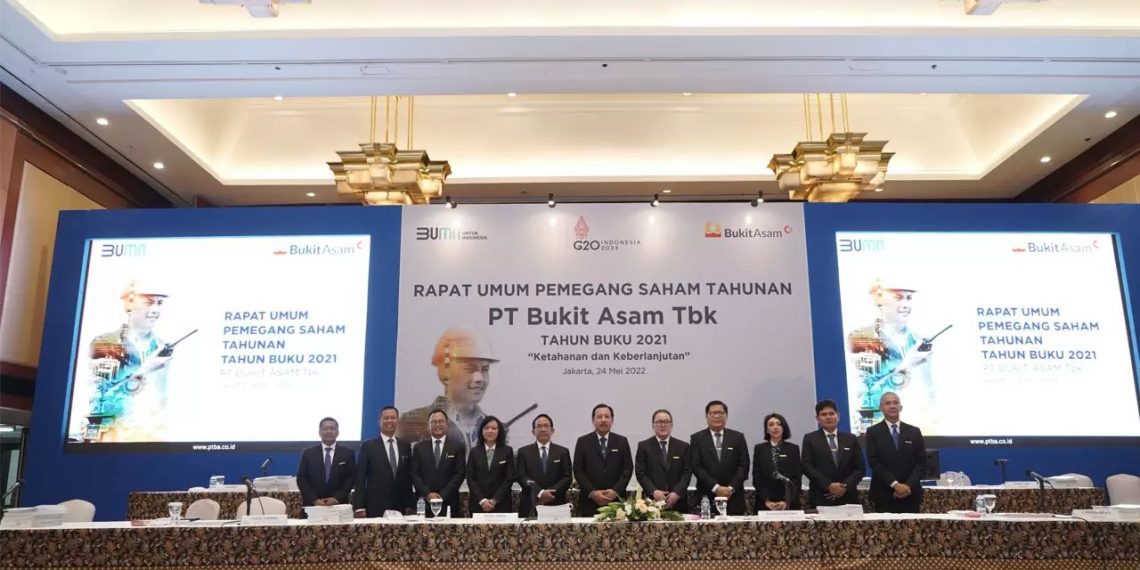 BUMN
BukitAsam
RAPAT UMUM
PEMEGANG SAHAM
TAHUNAN
TAHUN BUKU 2021
PT BUKIT ASAM Tbk
www.ptba.co.id
BUMN UNTUK
INDONESIA
G20 INDONESIA
2022
BukitAsam
RAPAT UMUM PEMEGANG SAHAM TAHUNAN
PT Bukit Asam Tbk
TAHUN BUKU 2021
“Ketahanan dan Keberlanjutan”
Jakarta, 24 Mei 2022
BUMN
BukitAsam
RAPAT UMUM
PEMEGANG SAHAM
TAHUNAN
TAHUN BUKU 2021
PT BUKIT ASAM Tbk
www.ptba.co.id